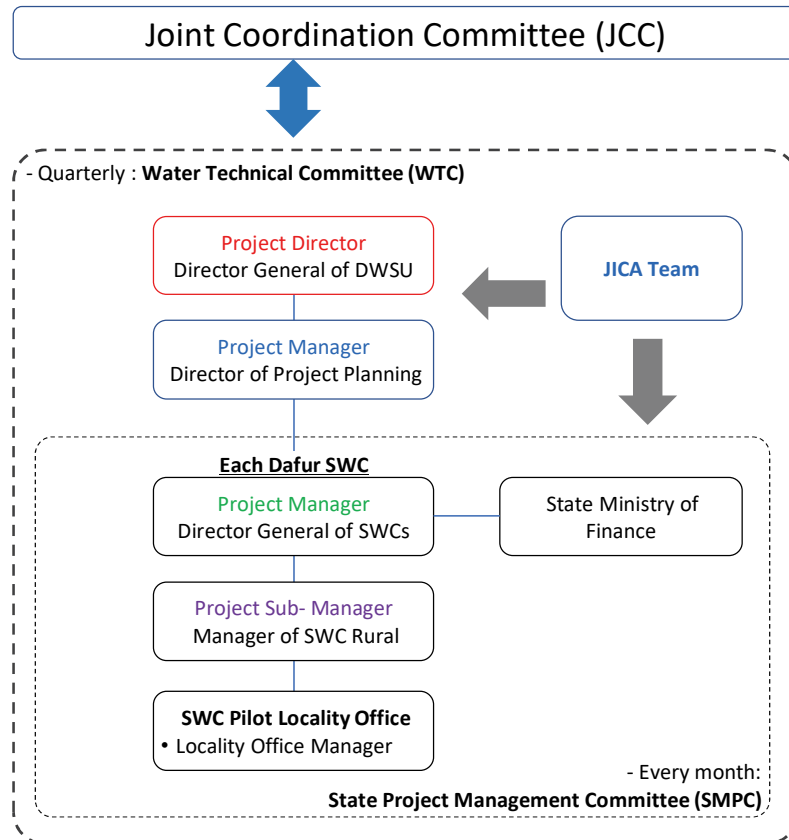 Joint Coordination Committee (JCC)
- Quarterly : Water Technical Committee (WTC)
Project Director
Director General of DWSU
JICA Team
Project Manager
Director of Project Planning
Each Dafur SWC
Project Manager
Director General of SWCs
State Ministry of
Finance
Project Sub- Manager
Manager of SWC Rural
SWC Pilot Locality Office
• Locality Office Manager
- Every month:
State Project Management Committee (SMPC)